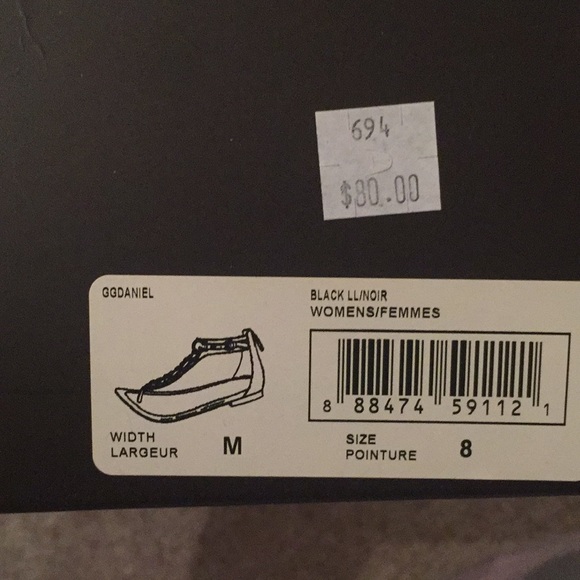 694
$80.00
GGDANIEL
BLACK LL/NOIR
WOMENS/FEMMES
8 88474 59112 1
WIDTH
LARGEUR
M
SIZE
POINTURE
8